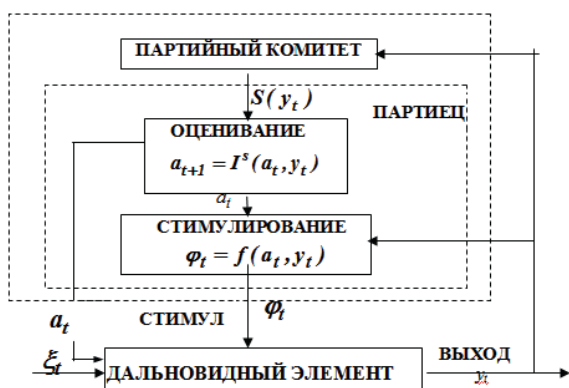 ПАРТИЙНЫЙ КОМИТЕТ
S(y_t)
ПАРТИЕЦ
ОЦЕНИВАНИЕ
a_{t+1} = I^s(a_t, y_t)
a_t
СТИМУЛИРОВАНИЕ
φ_t = f(a_t, y_t)
a_t
СТИМУЛ
φ_t
ξ_t
ДАЛЬНОВИДНЫЙ ЭЛЕМЕНТ
ВЫХОД
y_t